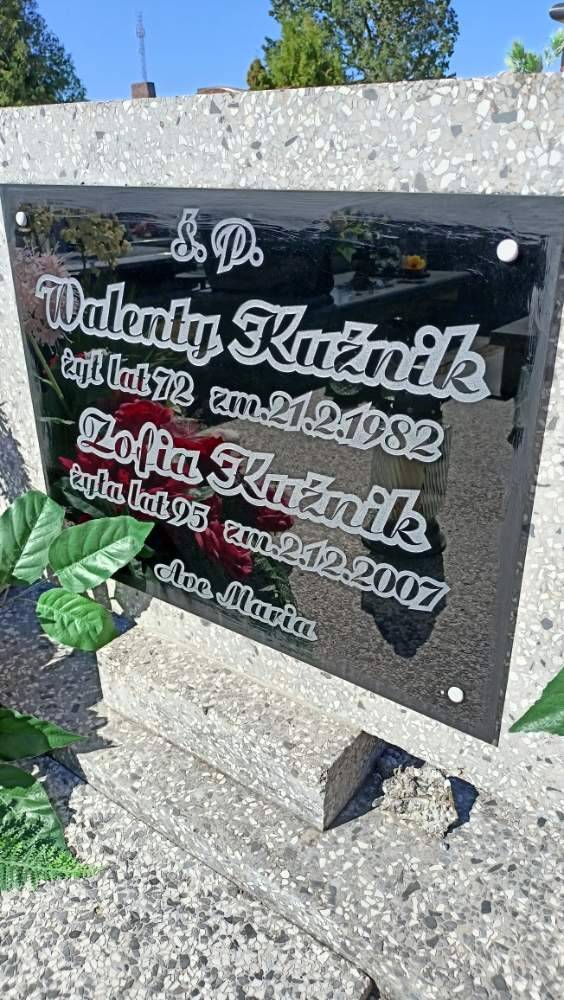 Ś. P.
Walenty Kuźnik
żył lat 72 zm.21.2.1982
Zofia Kuźnik
żyła lat 95 zm.2.12.2007
Ave Maria